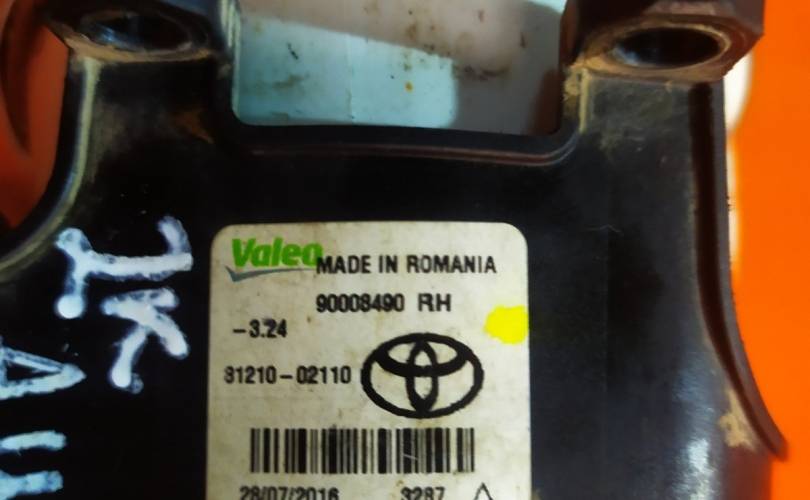 Valeo MADE IN ROMANIA
90008490 RH
-3.24
81210-02110
28/07/2016 3287